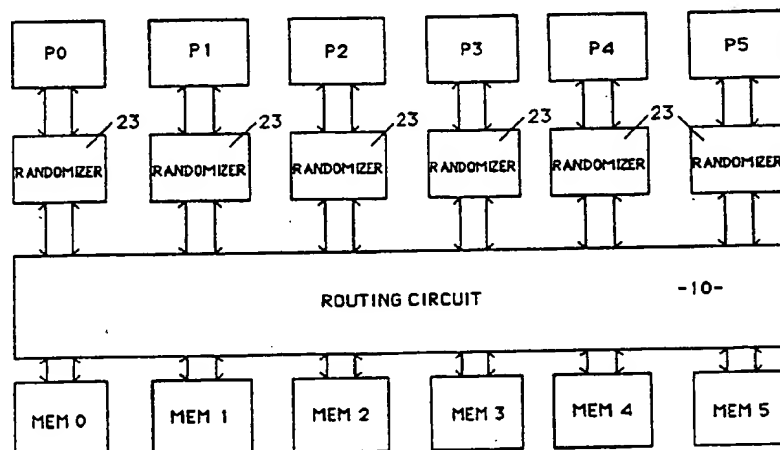 P0 P1 P2 P3 P4 P5
23 23 23 23 23
RANDOMIZER RANDOMIZER RANDOMIZER RANDOMIZER RANDOMIZER RANDOMIZER
ROUTING CIRCUIT -10-
MEM 0 MEM 1 MEM 2 MEM 3 MEM 4 MEM 5